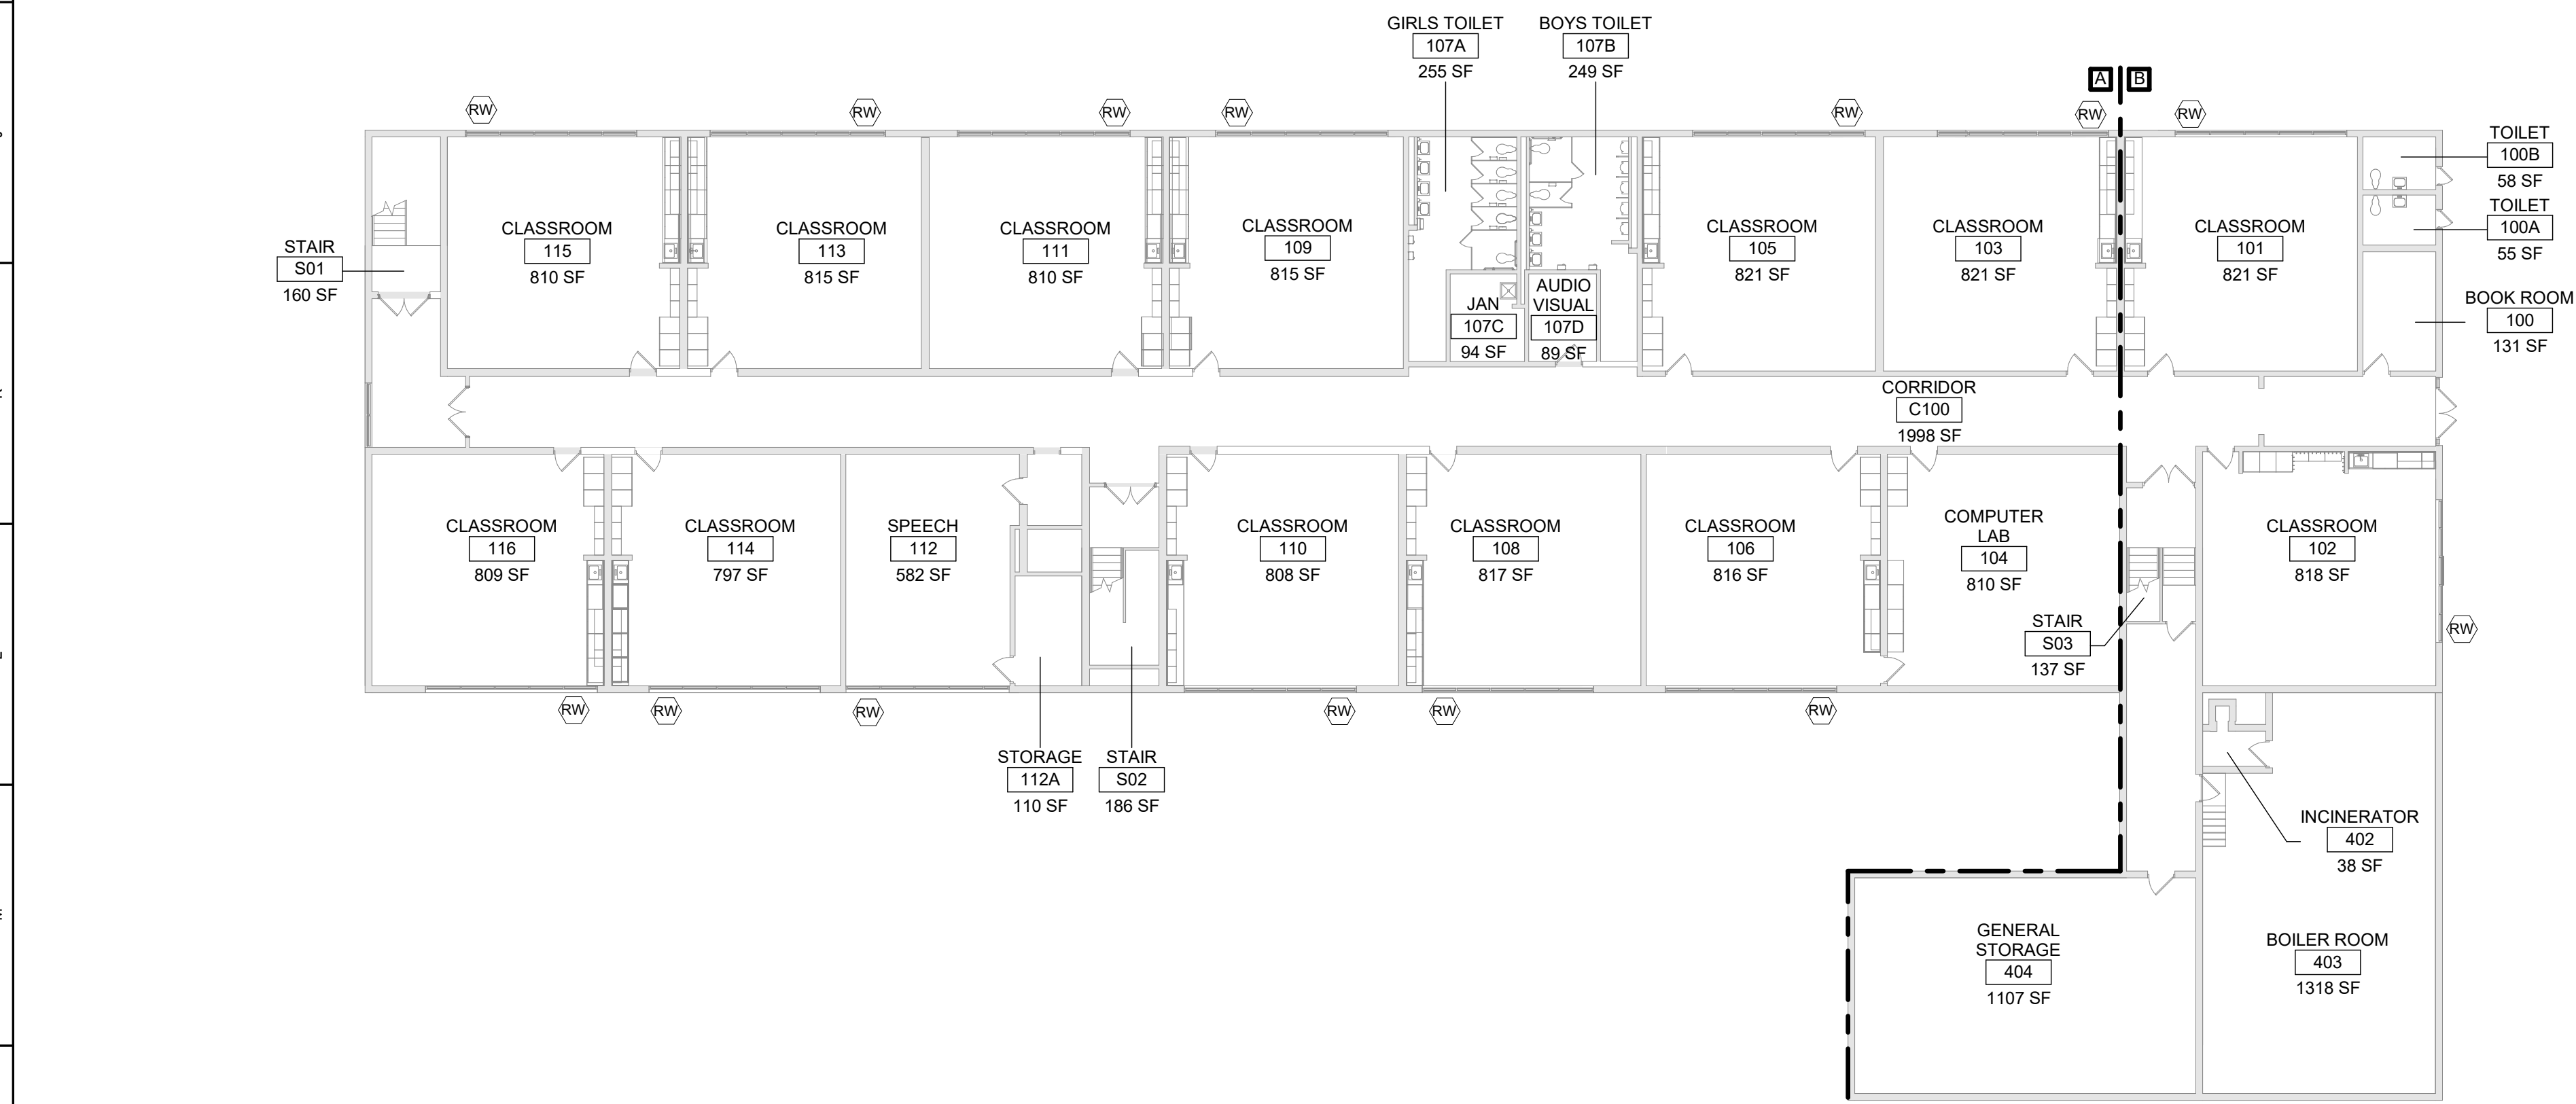 GIRLS TOILET
107A
255 SF
BOYS TOILET
107B
249 SF
A
B
RW
RW
RW
RW
RW
RW
RW
TOILET
100B
58 SF
TOILET
100A
55 SF
BOOK ROOM
100
131 SF
STAIR
S01
160 SF
CLASSROOM
115
810 SF
CLASSROOM
113
815 SF
CLASSROOM
111
810 SF
CLASSROOM
109
815 SF
JAN
107C
94 SF
AUDIO
VISUAL
107D
89 SF
CLASSROOM
105
821 SF
CLASSROOM
103
821 SF
CLASSROOM
101
821 SF
CORRIDOR
C100
1998 SF
CLASSROOM
116
809 SF
CLASSROOM
114
797 SF
SPEECH
112
582 SF
CLASSROOM
110
808 SF
CLASSROOM
108
817 SF
CLASSROOM
106
816 SF
COMPUTER
LAB
104
810 SF
STAIR
S03
137 SF
CLASSROOM
102
818 SF
RW
RW
RW
RW
RW
RW
RW
STORAGE
112A
110 SF
STAIR
S02
186 SF
INCINERATOR
402
38 SF
GENERAL
STORAGE
404
1107 SF
BOILER ROOM
403
1318 SF